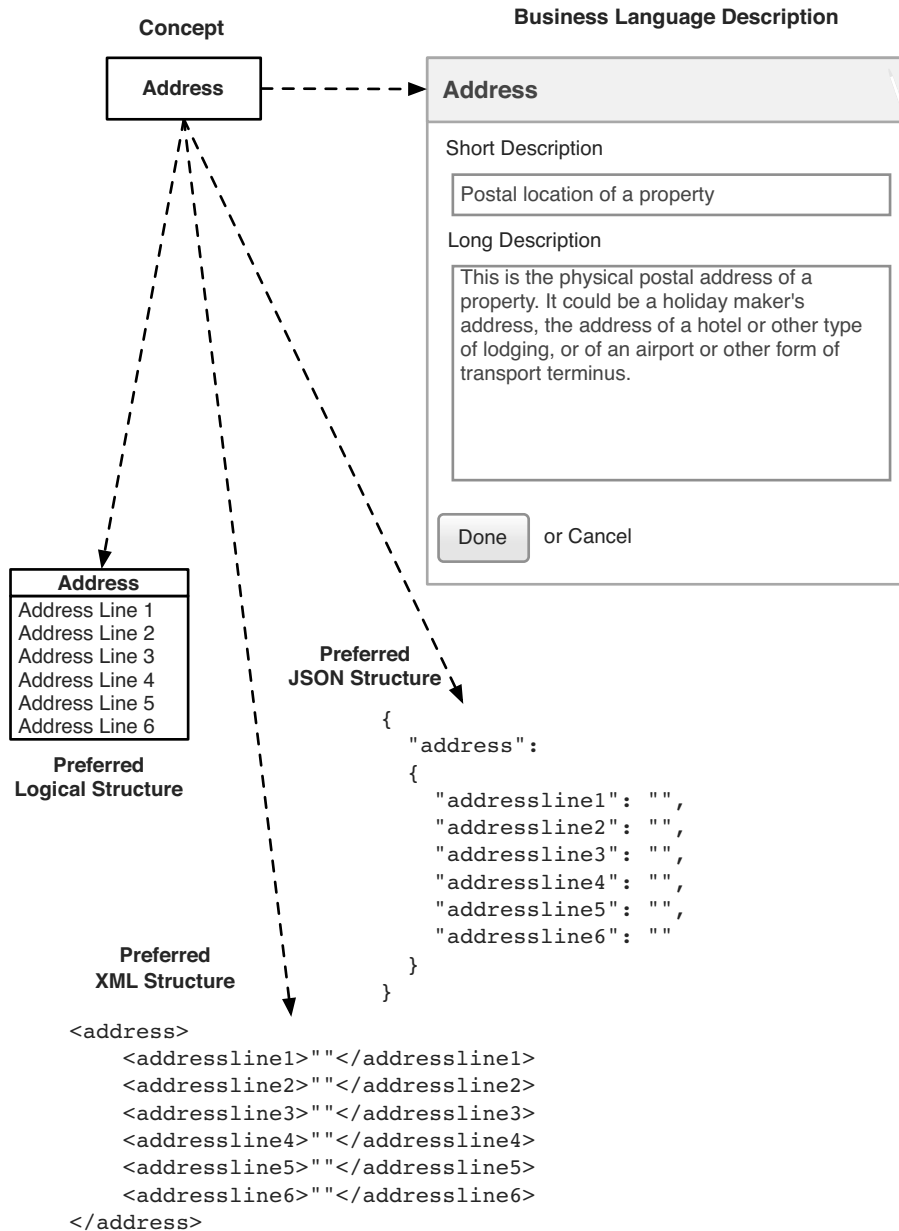 Concept
Address
Business Language Description
Address
Short Description
Postal location of a property
Long Description
This is the physical postal address of a
property. It could be a holiday maker's
address, the address of a hotel or other type
of lodging, or of an airport or other form of
transport terminus.
Done or Cancel
Address
Address Line 1
Address Line 2
Address Line 3
Address Line 4
Address Line 5
Address Line 6
Preferred
Logical Structure
Preferred
JSON Structure
{
"address":
{
"addressline1": "",
"addressline2": "",
"addressline3": "",
"addressline4": "",
"addressline5": "",
"addressline6": ""
}
}
Preferred
XML Structure
<address>
<addressline1>""</addressline1>
<addressline2>""</addressline2>
<addressline3>""</addressline3>
<addressline4>""</addressline4>
<addressline5>""</addressline5>
<addressline6>""</addressline6>
</address>